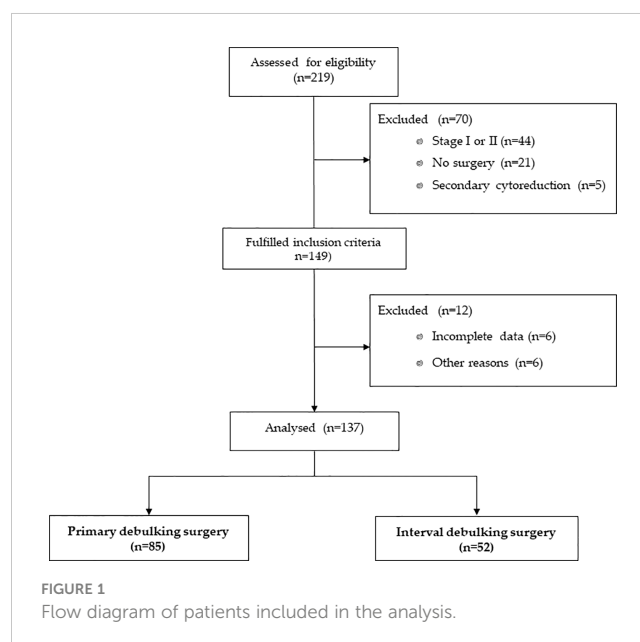 Assessed for eligibility
(n=219)
Excluded (n=70)
Stage I or II (n=44)
No surgery (n=21)
Secondary cytoreduction (n=5)
Fulfilled inclusion criteria
n=149)
Excluded (n=12)
Incomplete data (n=6)
Other reasons (n=6)
Analysed (n=137)
Primary debulking surgery
(n=85)
Interval debulking surgery
(n=52)
FIGURE 1
Flow diagram of patients included in the analysis.